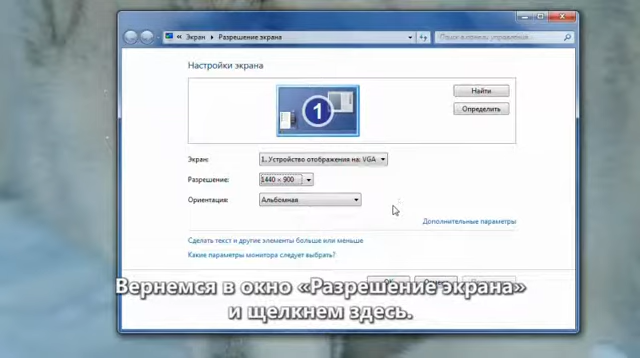 « Экран ▸ Разрешение экрана
Поиск в панели управления
Настройки экрана
1
Найти
Определить
Экран: 1. Устройство отображения на: VGA
Разрешение: 1440 × 900
Ориентация: Альбомная
Дополнительные параметры
Сделать текст и другие элементы больше или меньше
Какие параметры монитора следует выбрать?
Вернемся в окно «Разрешение экрана»
и щелкнем здесь.